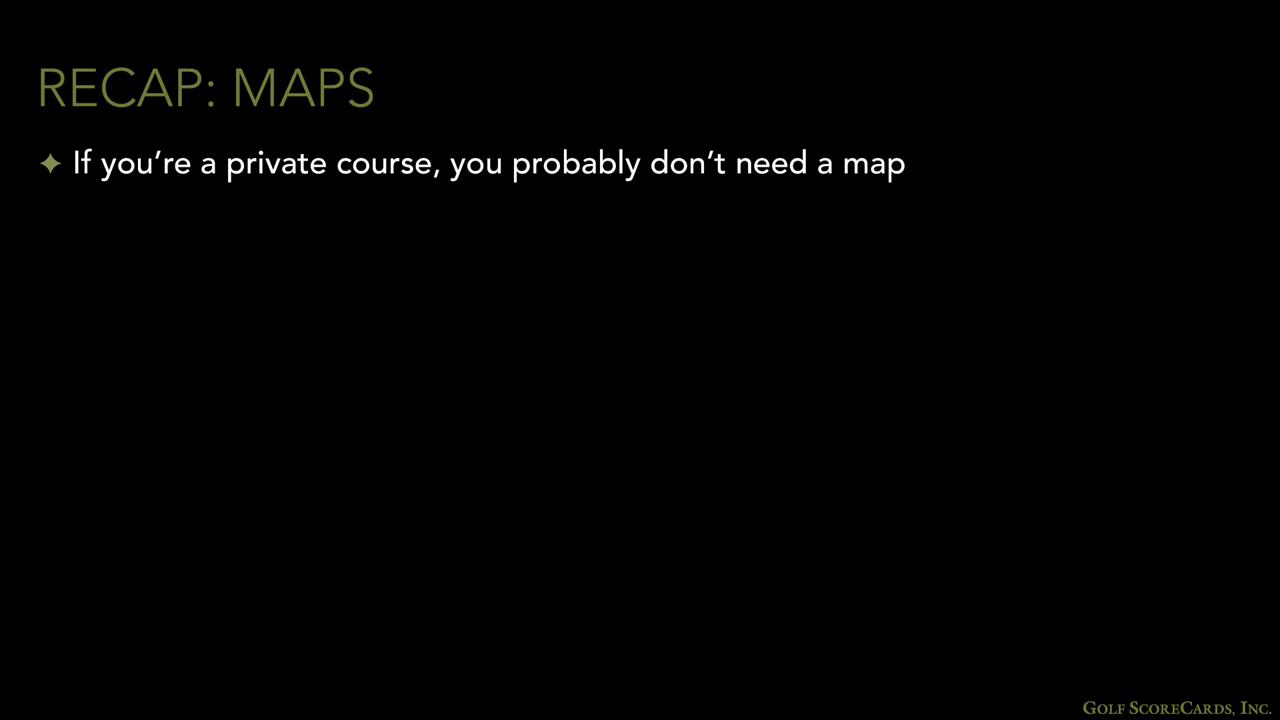 RECAP: MAPS
✦ If you’re a private course, you probably don’t need a map
GOLF SCORECARDS, INC.